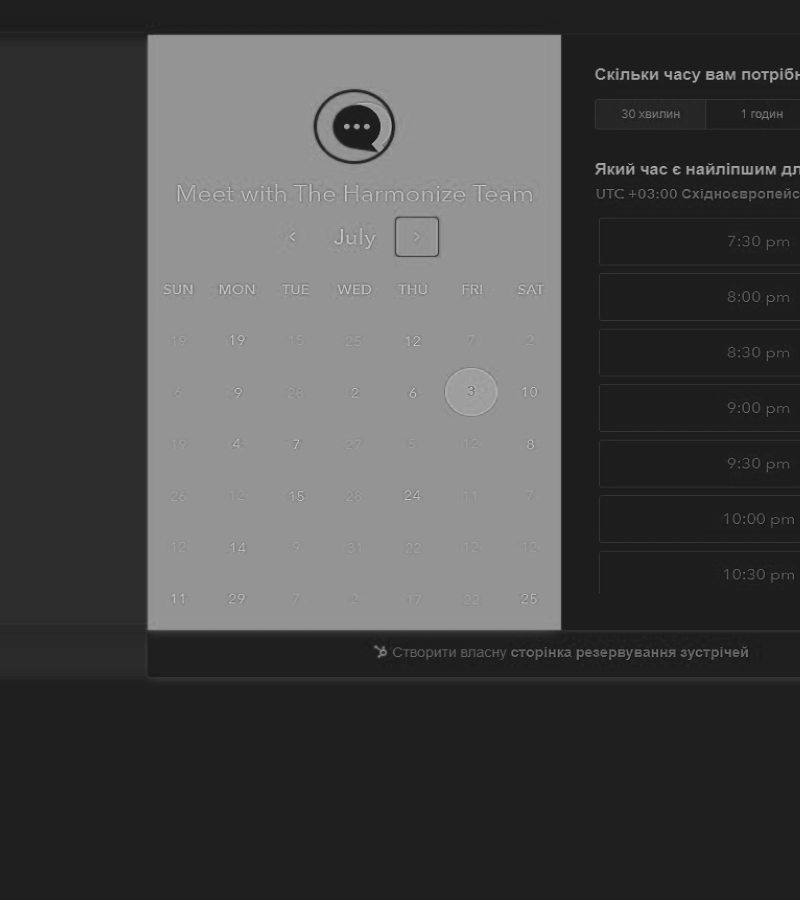 Meet with The Harmonize Team
July
SUN MON TUE WED THU FRI SAT
19 19 15 25 12 7 2
6 9 28 2 6 3 10
19 4 7 27 5 12 8
26 12 15 28 24 11 7
12 14 9 31 22 12 12
11 29 7 2 17 22 25
Скільки часу вам потрібн
30 хвилин 1 годин
Який час є найліпшим дл
UTC +03:00 Східноєвропейс
7:30 pm
8:00 pm
8:30 pm
9:00 pm
9:30 pm
10:00 pm
10:30 pm
Створити власну сторінка резервування зустрічей